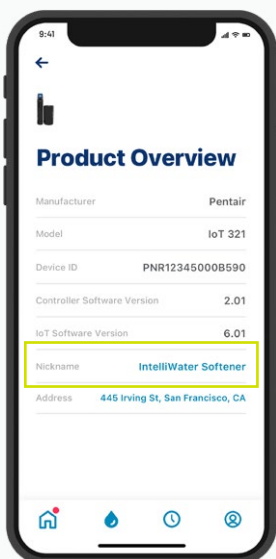 9:41
Product Overview
Manufacturer Pentair
Model IoT 321
Device ID PNR12345000B590
Controller Software Version 2.01
IoT Software Version 6.01
Nickname IntelliWater Softener
Address 445 Irving St, San Francisco, CA